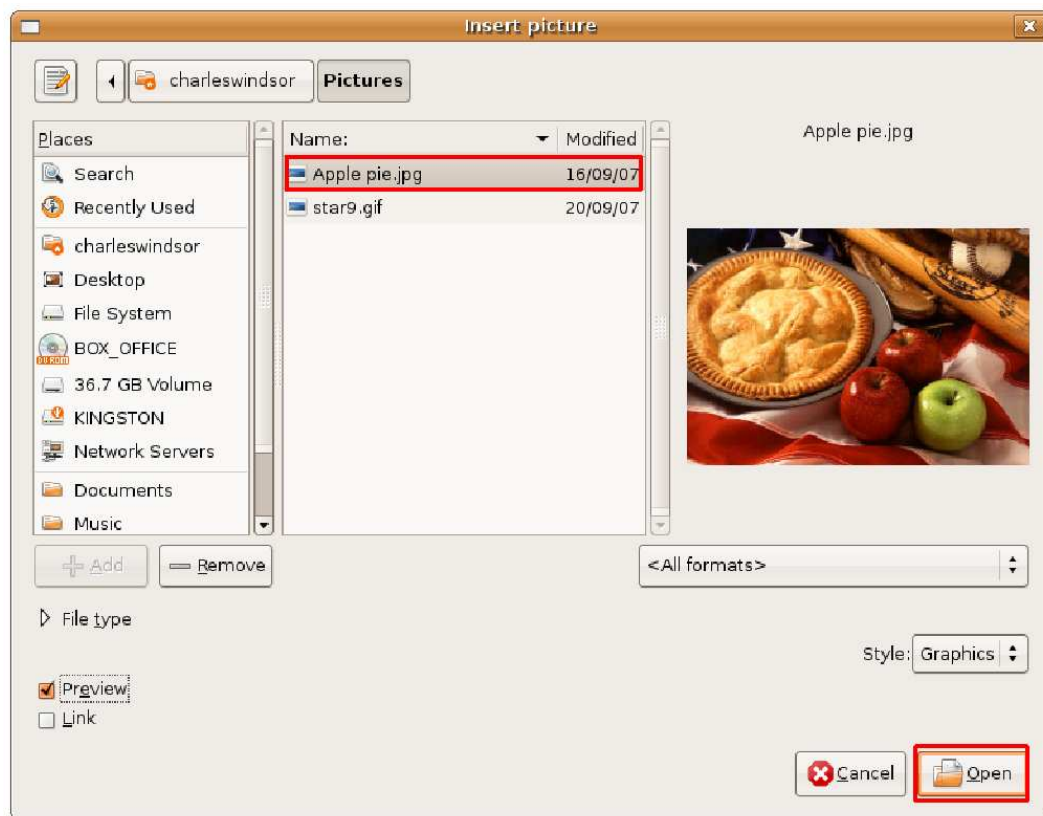 Insert picture
charleswindsor Pictures
Places
Search
Recently Used
charleswindsor
Desktop
File System
BOX_OFFICE
36.7 GB Volume
KINGSTON
Network Servers
Documents
Music
Name: Modified
Apple pie.jpg 16/09/07
star9.gif 20/09/07
Apple pie.jpg
Add Remove
<All formats>
File type
Style: Graphics
Preview
Link
Cancel Open